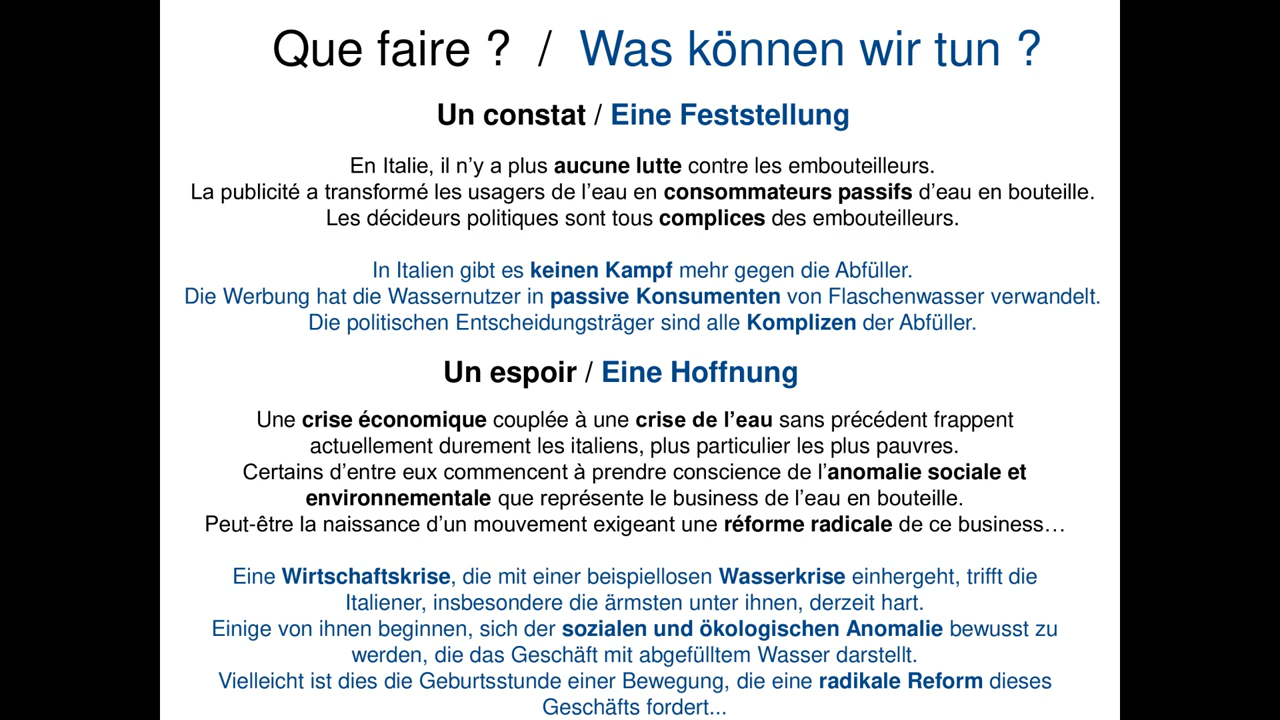 Que faire ? / Was können wir tun ?
Un constat / Eine Feststellung
En Italie, il n’y a plus aucune lutte contre les embouteilleurs.
La publicité a transformé les usagers de l’eau en consommateurs passifs d’eau en bouteille.
Les décideurs politiques sont tous complices des embouteilleurs.
In Italien gibt es keinen Kampf mehr gegen die Abfüller.
Die Werbung hat die Wassernutzer in passive Konsumenten von Flaschenwasser verwandelt.
Die politischen Entscheidungsträger sind alle Komplizen der Abfüller.
Un espoir / Eine Hoffnung
Une crise économique couplée à une crise de l’eau sans précédent frappent
actuellement durement les italiens, plus particulier les plus pauvres.
Certains d’entre eux commencent à prendre conscience de l’anomalie sociale et
environnementale que représente le business de l’eau en bouteille.
Peut-être la naissance d’un mouvement exigeant une réforme radicale de ce business…
Eine Wirtschaftskrise, die mit einer beispiellosen Wasserkrise einhergeht, trifft die
Italiener, insbesondere die ärmsten unter ihnen, derzeit hart.
Einige von ihnen beginnen, sich der sozialen und ökologischen Anomalie bewusst zu
werden, die das Geschäft mit abgefülltem Wasser darstellt.
Vielleicht ist dies die Geburtsstunde einer Bewegung, die eine radikale Reform dieses
Geschäfts fordert...